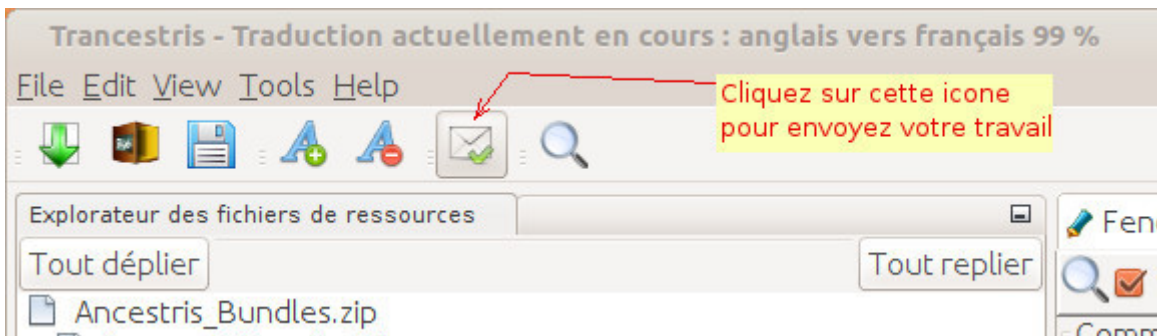 Trancestris - Traduction actuellement en cours : anglais vers français 99 %
File Edit View Tools Help
Cliquez sur cette icone
pour envoyez votre travail
Explorateur des fichiers de ressources
Tout déplier
Tout replier
Ancestris_Bundles.zip